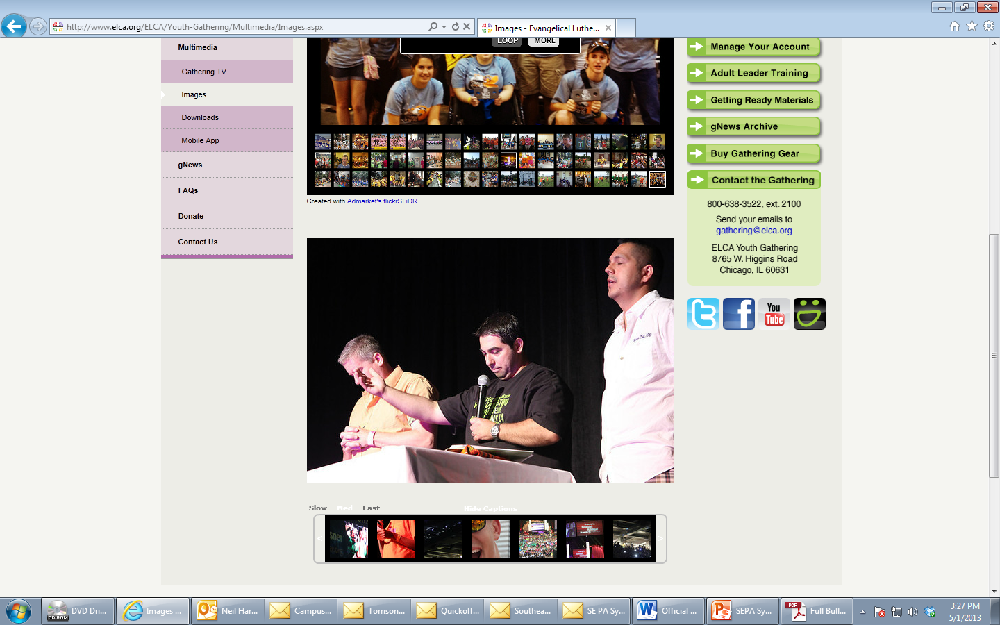 http://www.elca.org/ELCA/Youth-Gathering/Multimedia/Images.aspx
Images - Evangelical Luthe...
Multimedia
Gathering TV
Images
Downloads
Mobile App
gNews
FAQs
Donate
Contact Us
LOOP MORE
Created with Admarket's flickrSLiDR.
Slow Med Fast Hide Captions
< >
Manage Your Account
Adult Leader Training
Getting Ready Materials
gNews Archive
Buy Gathering Gear
Contact the Gathering
800-638-3522, ext. 2100
Send your emails to
gathering@elca.org
ELCA Youth Gathering
8765 W. Higgins Road
Chicago, IL 60631
You
Tube
CD-ROM
DVD Dri...
Images ...
Neil Har...
Campus...
Torrison...
Quickoff...
Southea...
SE PA Sy...
Official ...
SEPA Sy...
PDF
Full Bull...
3:27 PM
5/1/2013